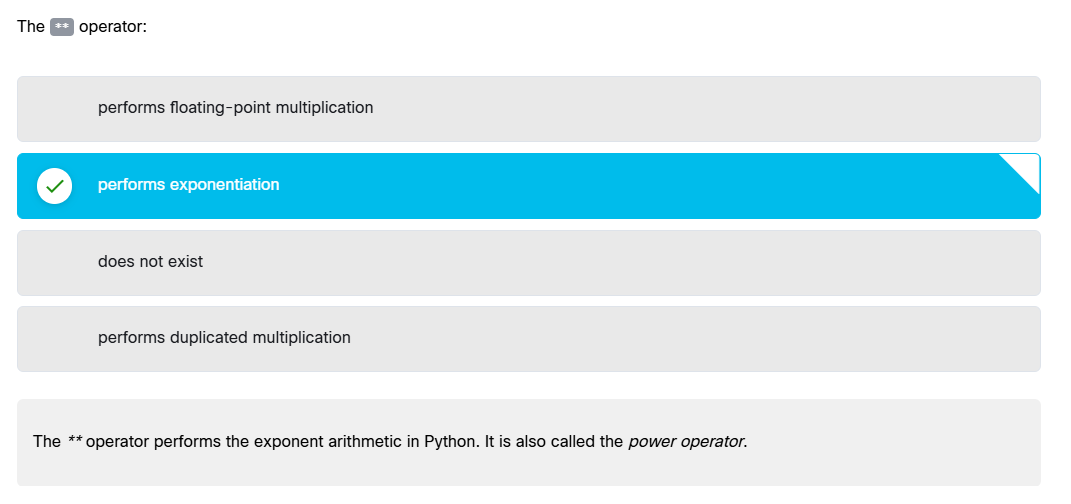 The ** operator:
performs floating-point multiplication
performs exponentiation
does not exist
performs duplicated multiplication
The ** operator performs the exponent arithmetic in Python. It is also called the power operator.